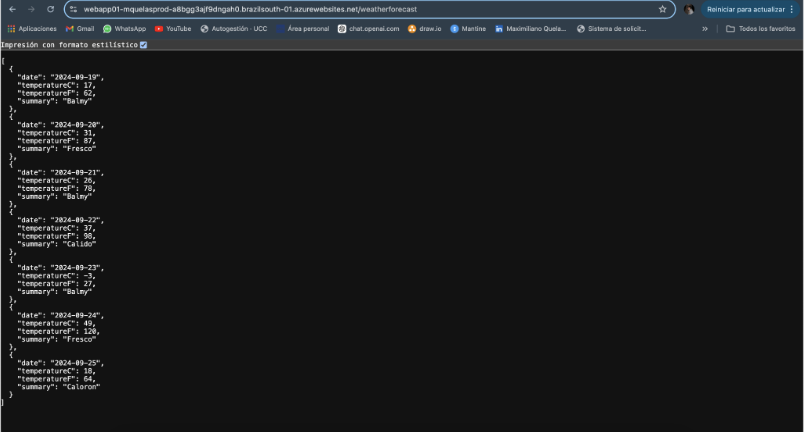 webapp01-mquelasprod-a8bgg3ajf9dngah0.brazilsouth-01.azurewebsites.net/weatherforecast
Reiniciar para actualizar
Aplicaciones Gmail WhatsApp YouTube Autogestión - UCC Área personal chat.openai.com draw.io Mantine Maximiliano Quela... Sistema de solicit... » Todos los favoritos
Impresión con formato estilístico
[
{
"date": "2024-09-19",
"temperatureC": 17,
"temperatureF": 62,
"summary": "Balmy"
},
{
"date": "2024-09-20",
"temperatureC": 31,
"temperatureF": 87,
"summary": "Fresco"
},
{
"date": "2024-09-21",
"temperatureC": 26,
"temperatureF": 78,
"summary": "Balmy"
},
{
"date": "2024-09-22",
"temperatureC": 37,
"temperatureF": 98,
"summary": "Calido"
},
{
"date": "2024-09-23",
"temperatureC": -3,
"temperatureF": 27,
"summary": "Balmy"
},
{
"date": "2024-09-24",
"temperatureC": 49,
"temperatureF": 120,
"summary": "Fresco"
},
{
"date": "2024-09-25",
"temperatureC": 18,
"temperatureF": 64,
"summary": "Caloron"
}
]